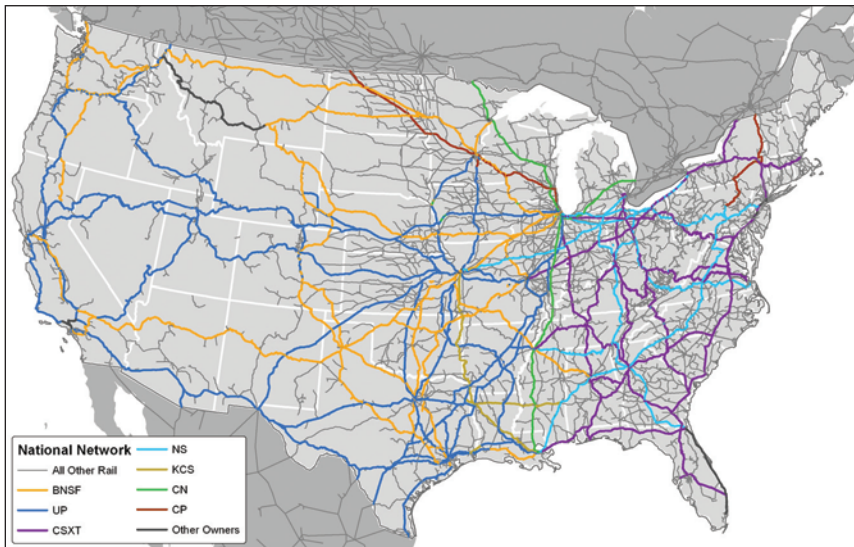 National Network
All Other Rail
BNSF
UP
CSXT
NS
KCS
CN
CP
Other Owners